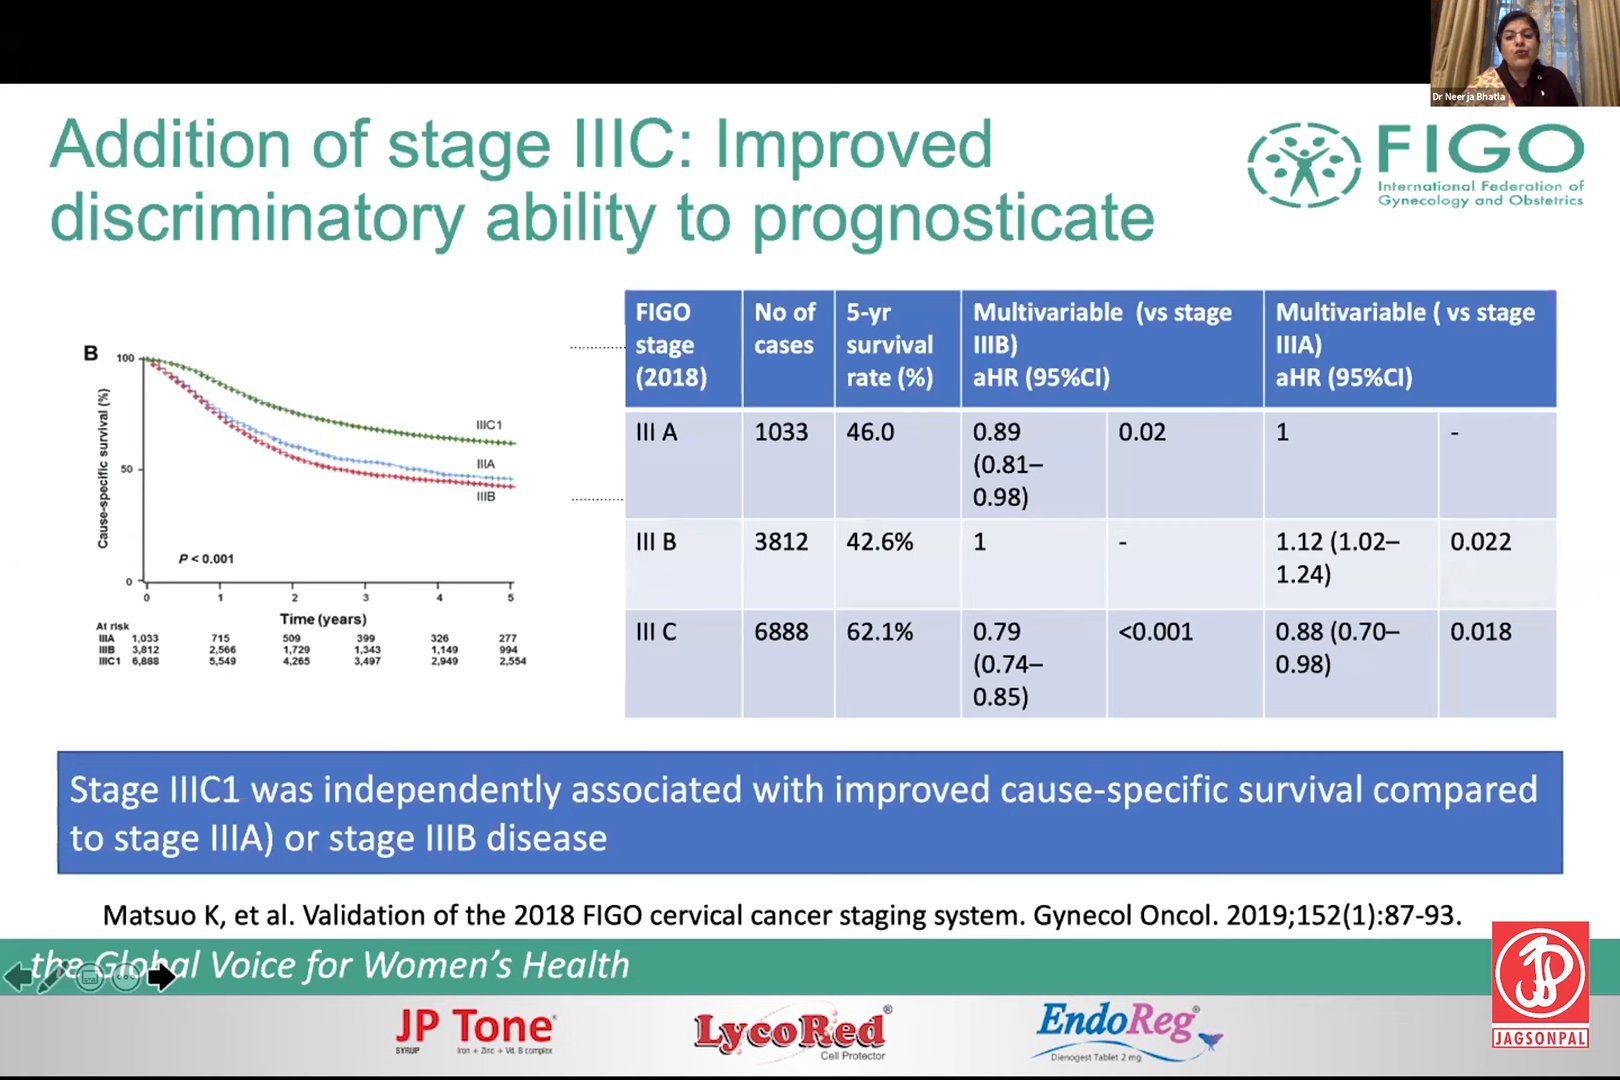 Dr Neerja Bhatla
Addition of stage IIIC: Improved
discriminatory ability to prognosticate
FIGO
International Federation of
Gynecology and Obstetrics
B
100
50
0
Cause-specific survival (%)
IIIC1
IIIA
IIIB
P < 0.001
0 1 2 3 4 5
Time (years)
At risk
IIIA 1,033 715 509 399 326 277
IIIB 3,812 2,566 1,729 1,343 1,149 994
IIIC1 6,888 5,549 4,265 3,497 2,949 2,554
FIGO
stage
(2018)
No of
cases
5-yr
survival
rate (%)
Multivariable (vs stage
IIIB)
aHR (95%CI)
Multivariable ( vs stage
IIIA)
aHR (95%CI)
III A
1033
46.0
0.89
(0.81–
0.98)
0.02
1
-
III B
3812
42.6%
1
-
1.12 (1.02–
1.24)
0.022
III C
6888
62.1%
0.79
(0.74–
0.85)
<0.001
0.88 (0.70–
0.98)
0.018
Stage IIIC1 was independently associated with improved cause-specific survival compared
to stage IIIA) or stage IIIB disease
Matsuo K, et al. Validation of the 2018 FIGO cervical cancer staging system. Gynecol Oncol. 2019;152(1):87-93.
the Global Voice for Women’s Health
JP Tone
SYRUP Iron + Zinc + Vit. B complex
LycoRed®
Cell Protector
EndoReg®
Dienogest Tablet 2 mg
JAGSONPAL